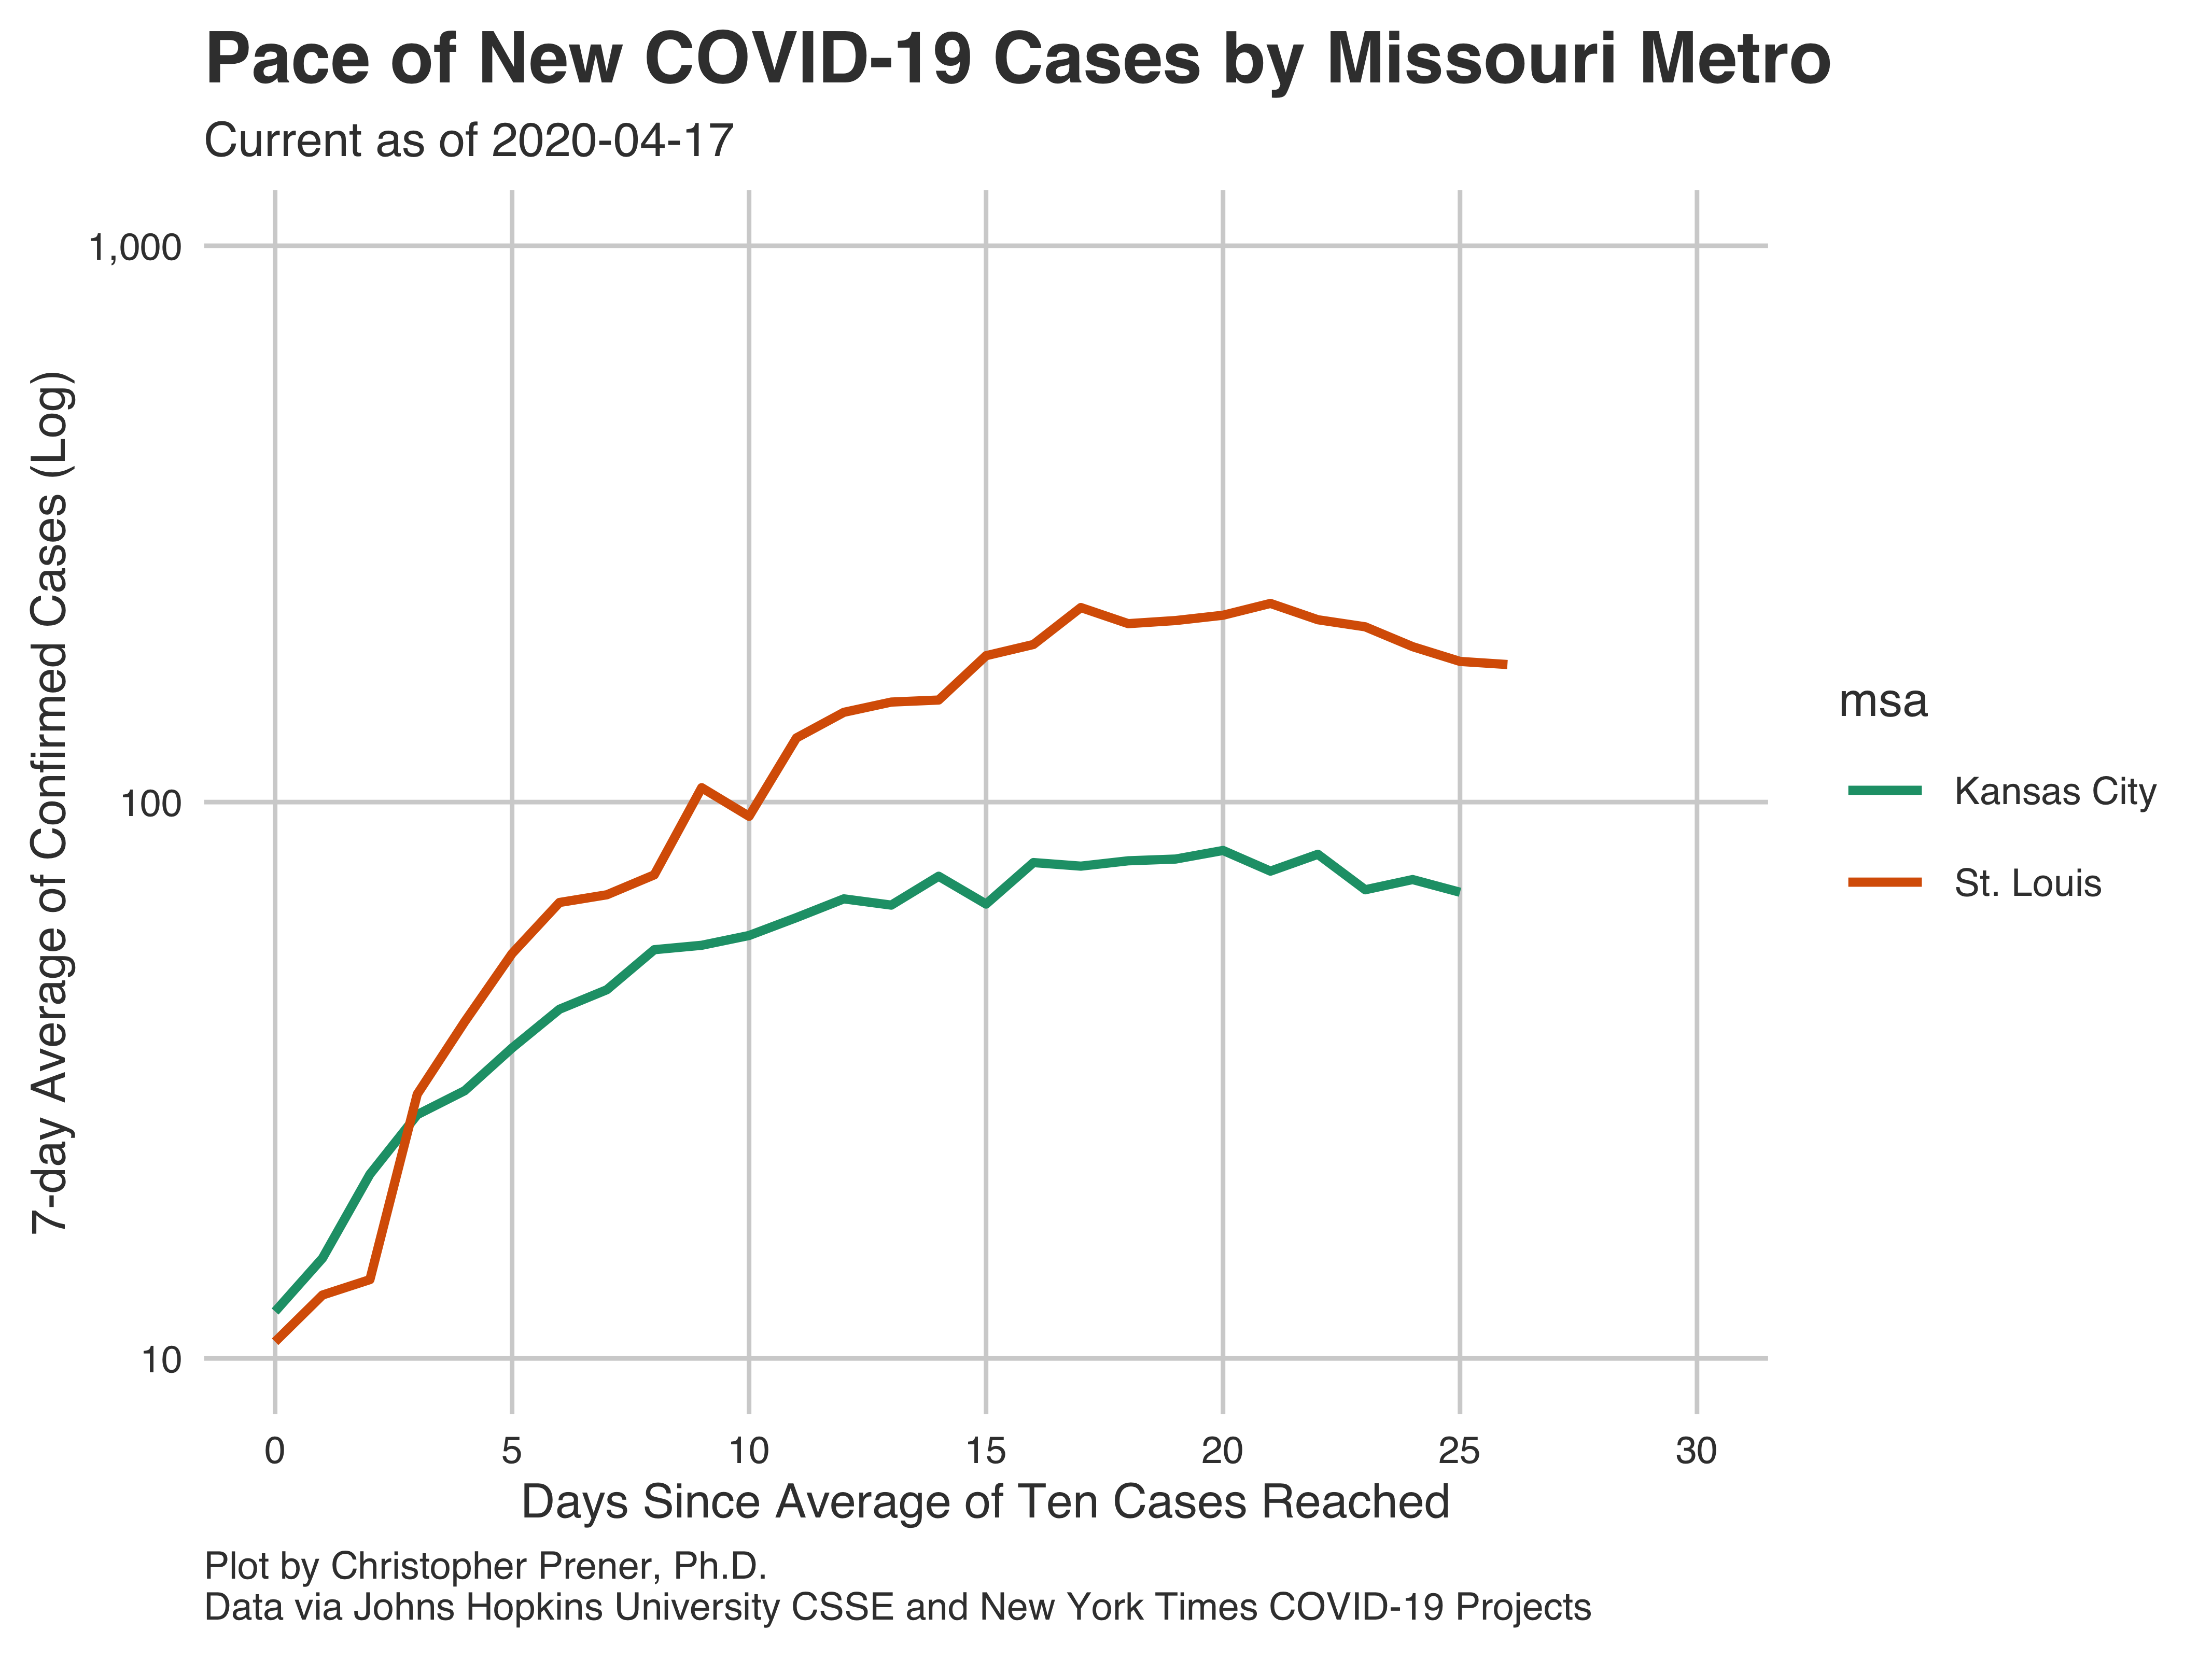 Pace of New COVID-19 Cases by Missouri Metro
Current as of 2020-04-17
7-day Average of Confirmed Cases (Log)
1,000
100
10
0 5 10 15 20 25 30
Days Since Average of Ten Cases Reached
msa
Kansas City
St. Louis
Plot by Christopher Prener, Ph.D.
Data via Johns Hopkins University CSSE and New York Times COVID-19 Projects